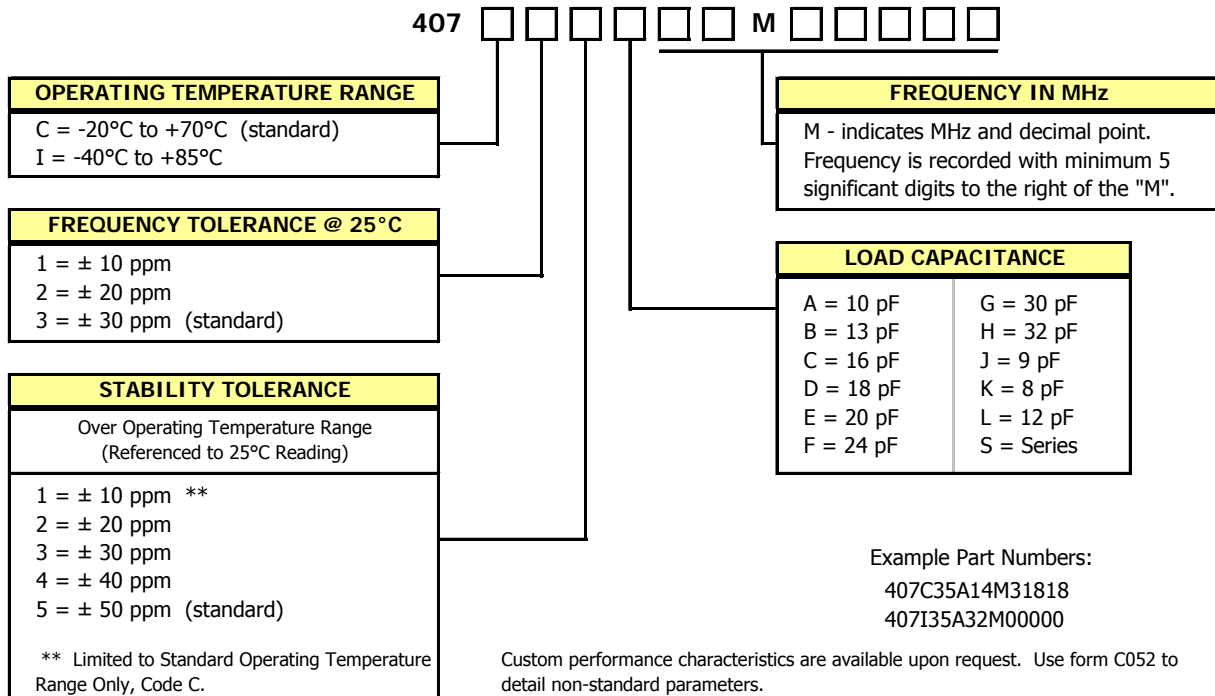 407 M
OPERATING TEMPERATURE RANGE
C = -20°C to +70°C (standard)
I = -40°C to +85°C
FREQUENCY TOLERANCE @ 25°C
1 = ± 10 ppm
2 = ± 20 ppm
3 = ± 30 ppm (standard)
STABILITY TOLERANCE
Over Operating Temperature Range
(Referenced to 25°C Reading)
1 = ± 10 ppm **
2 = ± 20 ppm
3 = ± 30 ppm
4 = ± 40 ppm
5 = ± 50 ppm (standard)
** Limited to Standard Operating Temperature
Range Only, Code C.
FREQUENCY IN MHz
M - indicates MHz and decimal point.
Frequency is recorded with minimum 5
significant digits to the right of the "M".
LOAD CAPACITANCE
A = 10 pF
B = 13 pF
C = 16 pF
D = 18 pF
E = 20 pF
F = 24 pF
G = 30 pF
H = 32 pF
J = 9 pF
K = 8 pF
L = 12 pF
S = Series
Example Part Numbers:
407C35A14M31818
407I35A32M00000
Custom performance characteristics are available upon request. Use form C052 to
detail non-standard parameters.